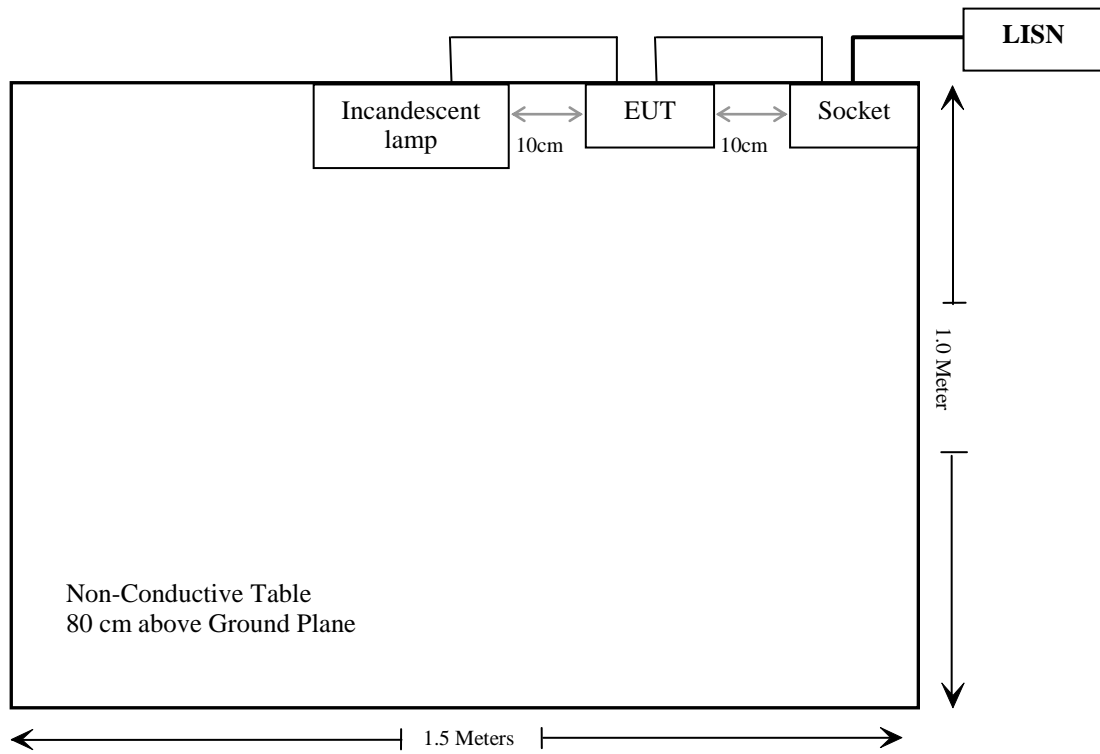 LISN
Incandescent
lamp
EUT
Socket
10cm
10cm
1.0 Meter
Non-Conductive Table
80 cm above Ground Plane
1.5 Meters